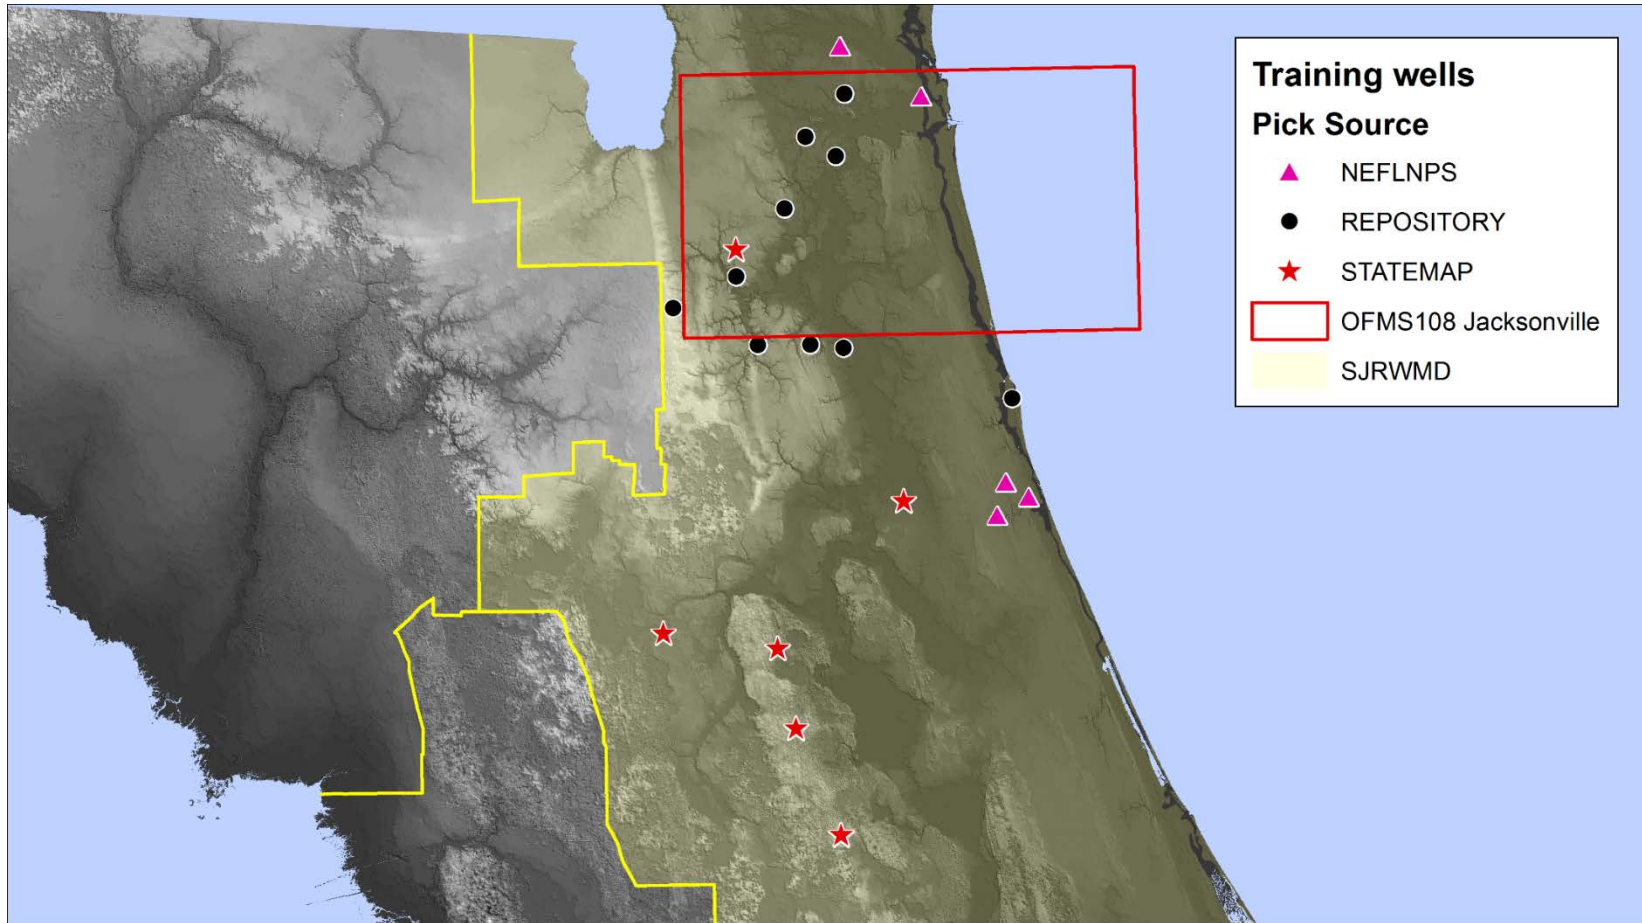 Training wells
Pick Source
NEFLNPS
REPOSITORY
STATEMAP
OFMS108 Jacksonville
SJRWMD